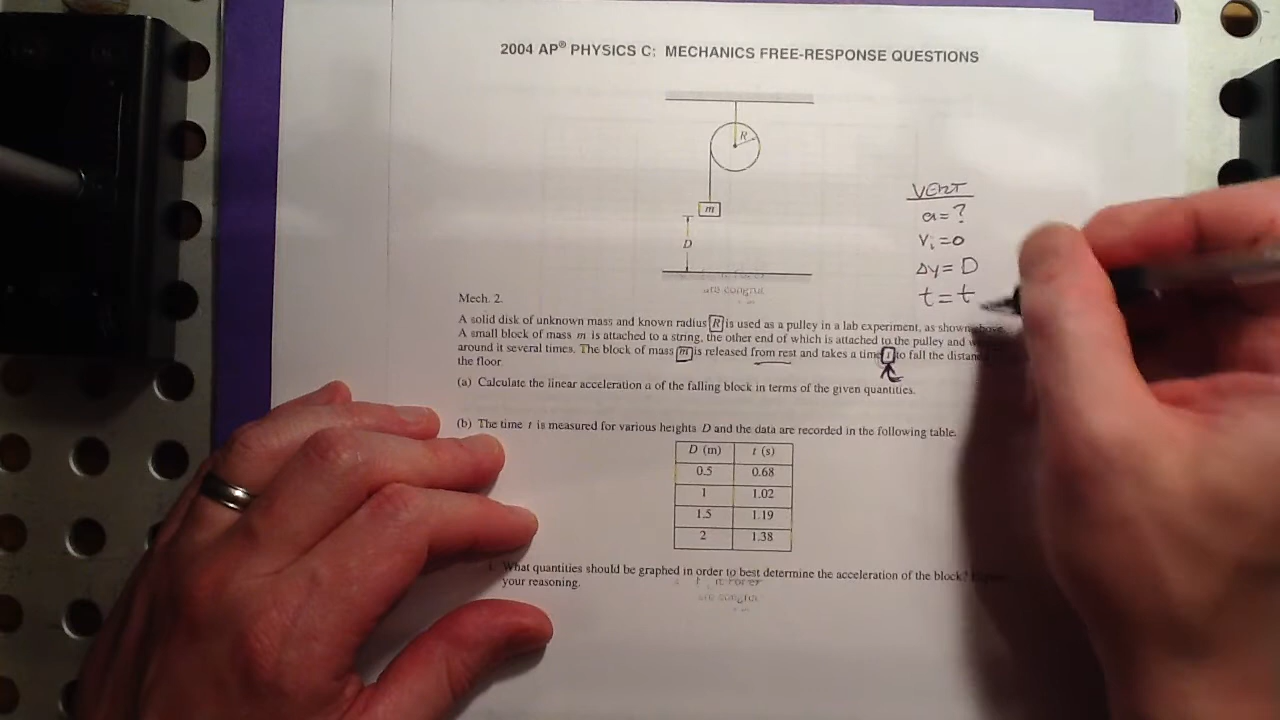 2004 AP® PHYSICS C: MECHANICS FREE-RESPONSE QUESTIONS
R
m
D
VERT
a = ?
Vi = 0
Δy = D
t = t
Mech. 2.
A solid disk of unknown mass and known radius R is used as a pulley in a lab experiment, as shown
A small block of mass m is attached to a string, the other end of which is attached to the pulley and
around it several times. The block of mass m is released from rest and takes a time t to fall the
the floor.
(a) Calculate the linear acceleration a of the falling block in terms of the given quantities.
(b) The time t is measured for various heights D and the data are recorded in the following table.
D (m) t (s)
0.5 0.68
1 1.02
1.5 1.19
2 1.38
i. What quantities should be graphed in order to best determine the acceleration of the block?
your reasoning.